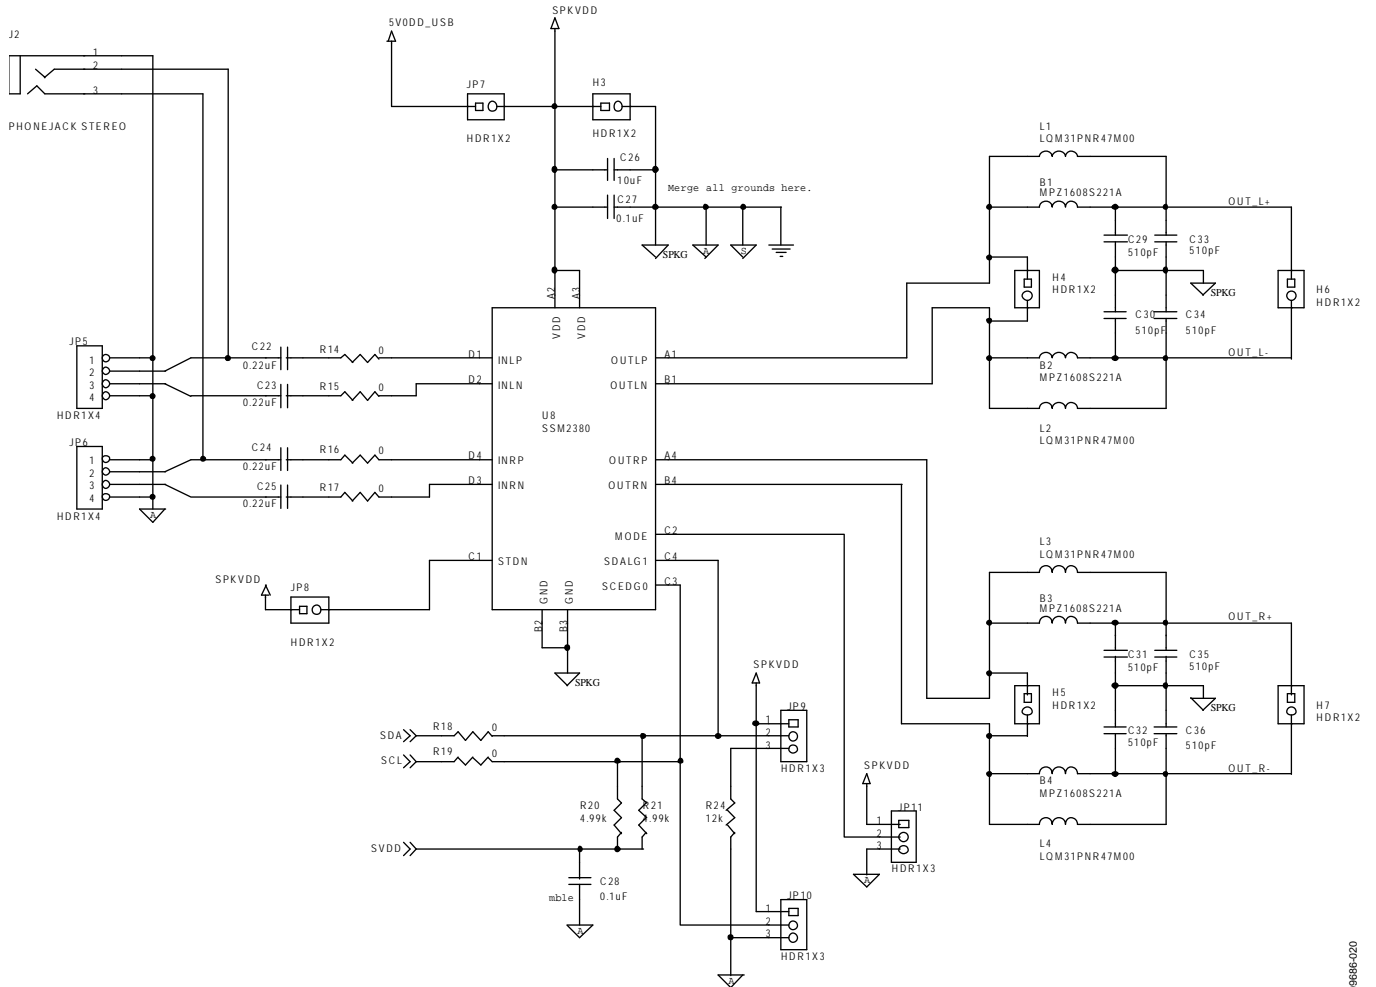 J2
1
2
3
PHONEJACK STEREO
5V0DD_USB
SPKVDD
JP7
HDR1X2
H3
HDR1X2
C26
10uF
C27
0.1uF
Merge all grounds here.
SPKG
A
S
A2
A3
VDD
VDD
JP5
1
2
3
4
HDR1X4
JP6
1
2
3
4
HDR1X4
A
C22
0.22uF
R14
0
C23
0.22uF
R15
0
C24
0.22uF
R16
0
C25
0.22uF
R17
0
D1
INLP
D2
INLN
D4
INRP
D3
INRN
C1
STDN
U8
SSM2380
OUTLP
A1
OUTLN
B1
OUTRP
A4
OUTRN
B4
MODE
C2
SDALG1
C4
SCEDG0
C3
GND
GND
B2
B3
SPKG
SPKVDD
JP8
HDR1X2
L1
LQM31PNR47M00
B1
MPZ1608S221A
OUT_L+
C29
510pF
C33
510pF
H4
HDR1X2
SPKG
H6
HDR1X2
C30
510pF
C34
510pF
OUT_L-
B2
MPZ1608S221A
L2
LQM31PNR47M00
L3
LQM31PNR47M00
B3
MPZ1608S221A
OUT_R+
C31
510pF
C35
510pF
H5
HDR1X2
SPKG
H7
HDR1X2
C32
510pF
C36
510pF
OUT_R-
B4
MPZ1608S221A
L4
LQM31PNR47M00
SDA
R18
0
SCL
R19
0
R20
4.99k
R21
4.99k
SVDD
C28
0.1uF
mble
A
SPKVDD
JP9
1
2
3
HDR1X3
R24
12k
JP10
1
2
3
HDR1X3
A
SPKVDD
JP11
1
2
3
HDR1X3
A
9686-020